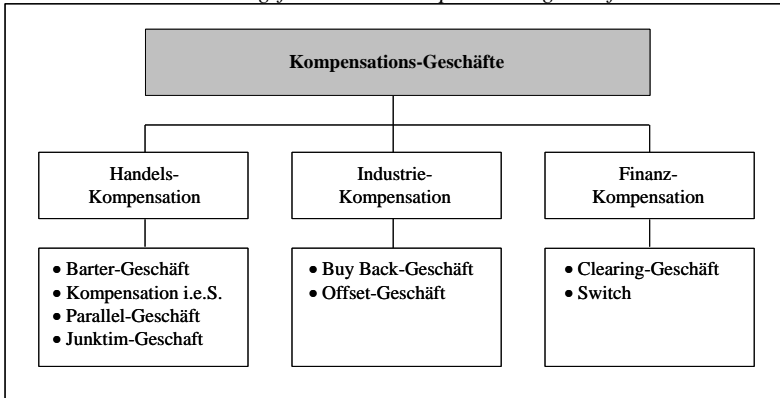 Kompensations-Geschäfte
Handels-
Kompensation
Industrie-
Kompensation
Finanz-
Kompensation
• Barter-Geschäft
• Kompensation i.e.S.
• Parallel-Geschäft
• Junktim-Geschaft
• Buy Back-Geschäft
• Offset-Geschäft
• Clearing-Geschäft
• Switch